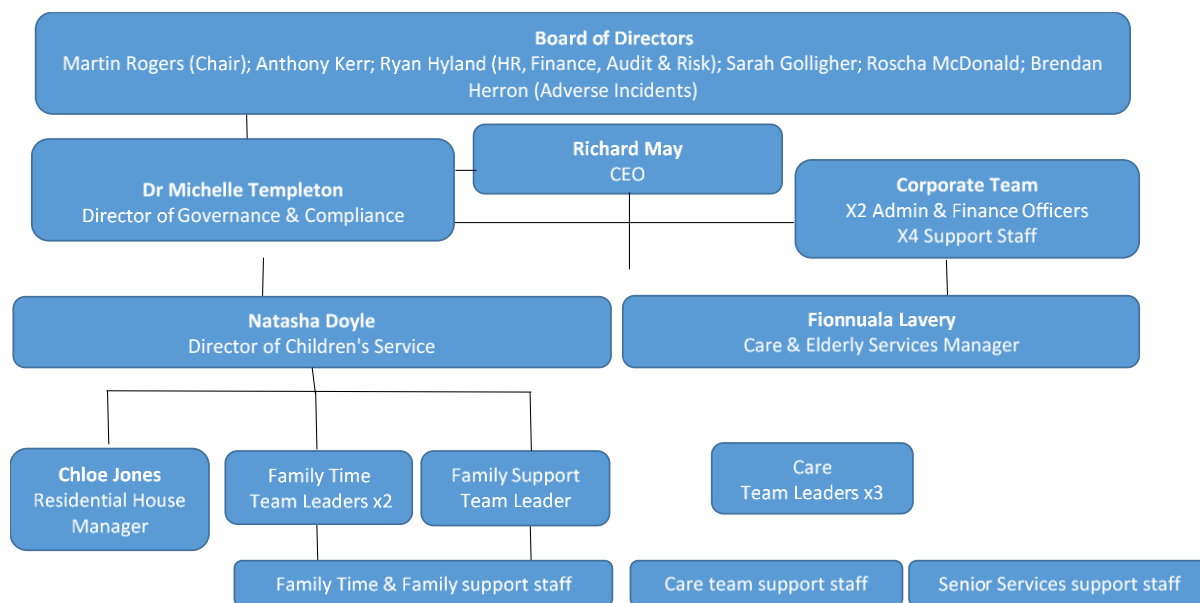 Board of Directors
Martin Rogers (Chair); Anthony Kerr; Ryan Hyland (HR, Finance, Audit & Risk); Sarah Golligher; Roscha McDonald; Brendan
Herron (Adverse Incidents)
Richard May
CEO
Dr Michelle Templeton
Director of Governance & Compliance
Corporate Team
X2 Admin & Finance Officers
X4 Support Staff
Natasha Doyle
Director of Children's Service
Fionnuala Lavery
Care & Elderly Services Manager
Chloe Jones
Residential House
Manager
Family Time
Team Leaders x2
Family Support
Team Leader
Care
Team Leaders x3
Family Time & Family support staff
Care team support staff
Senior Services support staff